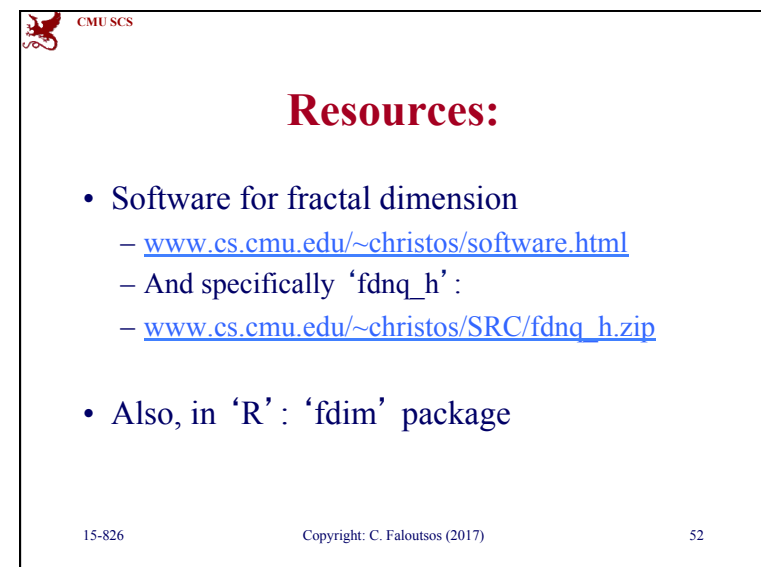 CMU SCS
Resources:
• Software for fractal dimension
– www.cs.cmu.edu/~christos/software.html
– And specifically ‘fdnq_h’:
– www.cs.cmu.edu/~christos/SRC/fdnq_h.zip
• Also, in ‘R’: ‘fdim’ package
15-826 Copyright: C. Faloutsos (2017) 52